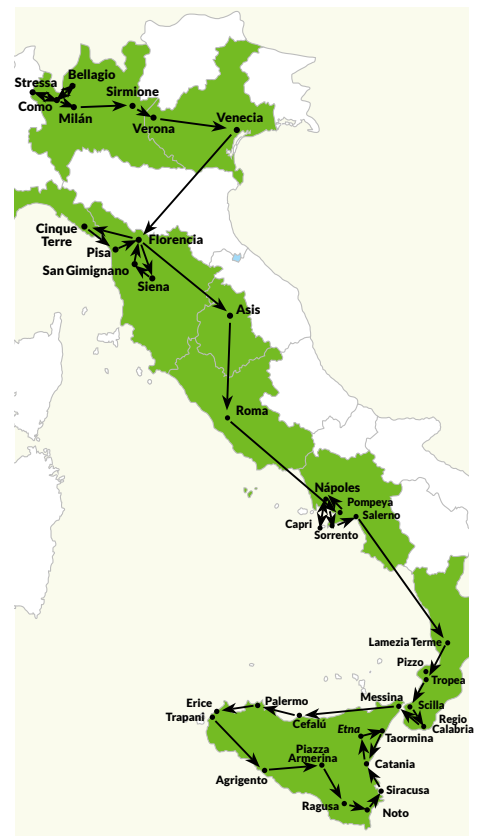 Bellagio
Stressa
Como
Milán
Sirmione
Verona
Venecia
Cinque
Terre
Pisa
Florencia
San Gimignano
Siena
Asis
Roma
Nápoles
Pompeya
Salerno
Capri
Sorrento
Lamezia Terme
Pizzo
Tropea
Messina
Scilla
Regio
Calabria
Erice
Trapani
Palermo
Cefalú
Etna
Taormina
Piazza
Armerina
Catania
Agrigento
Siracusa
Ragusa
Noto